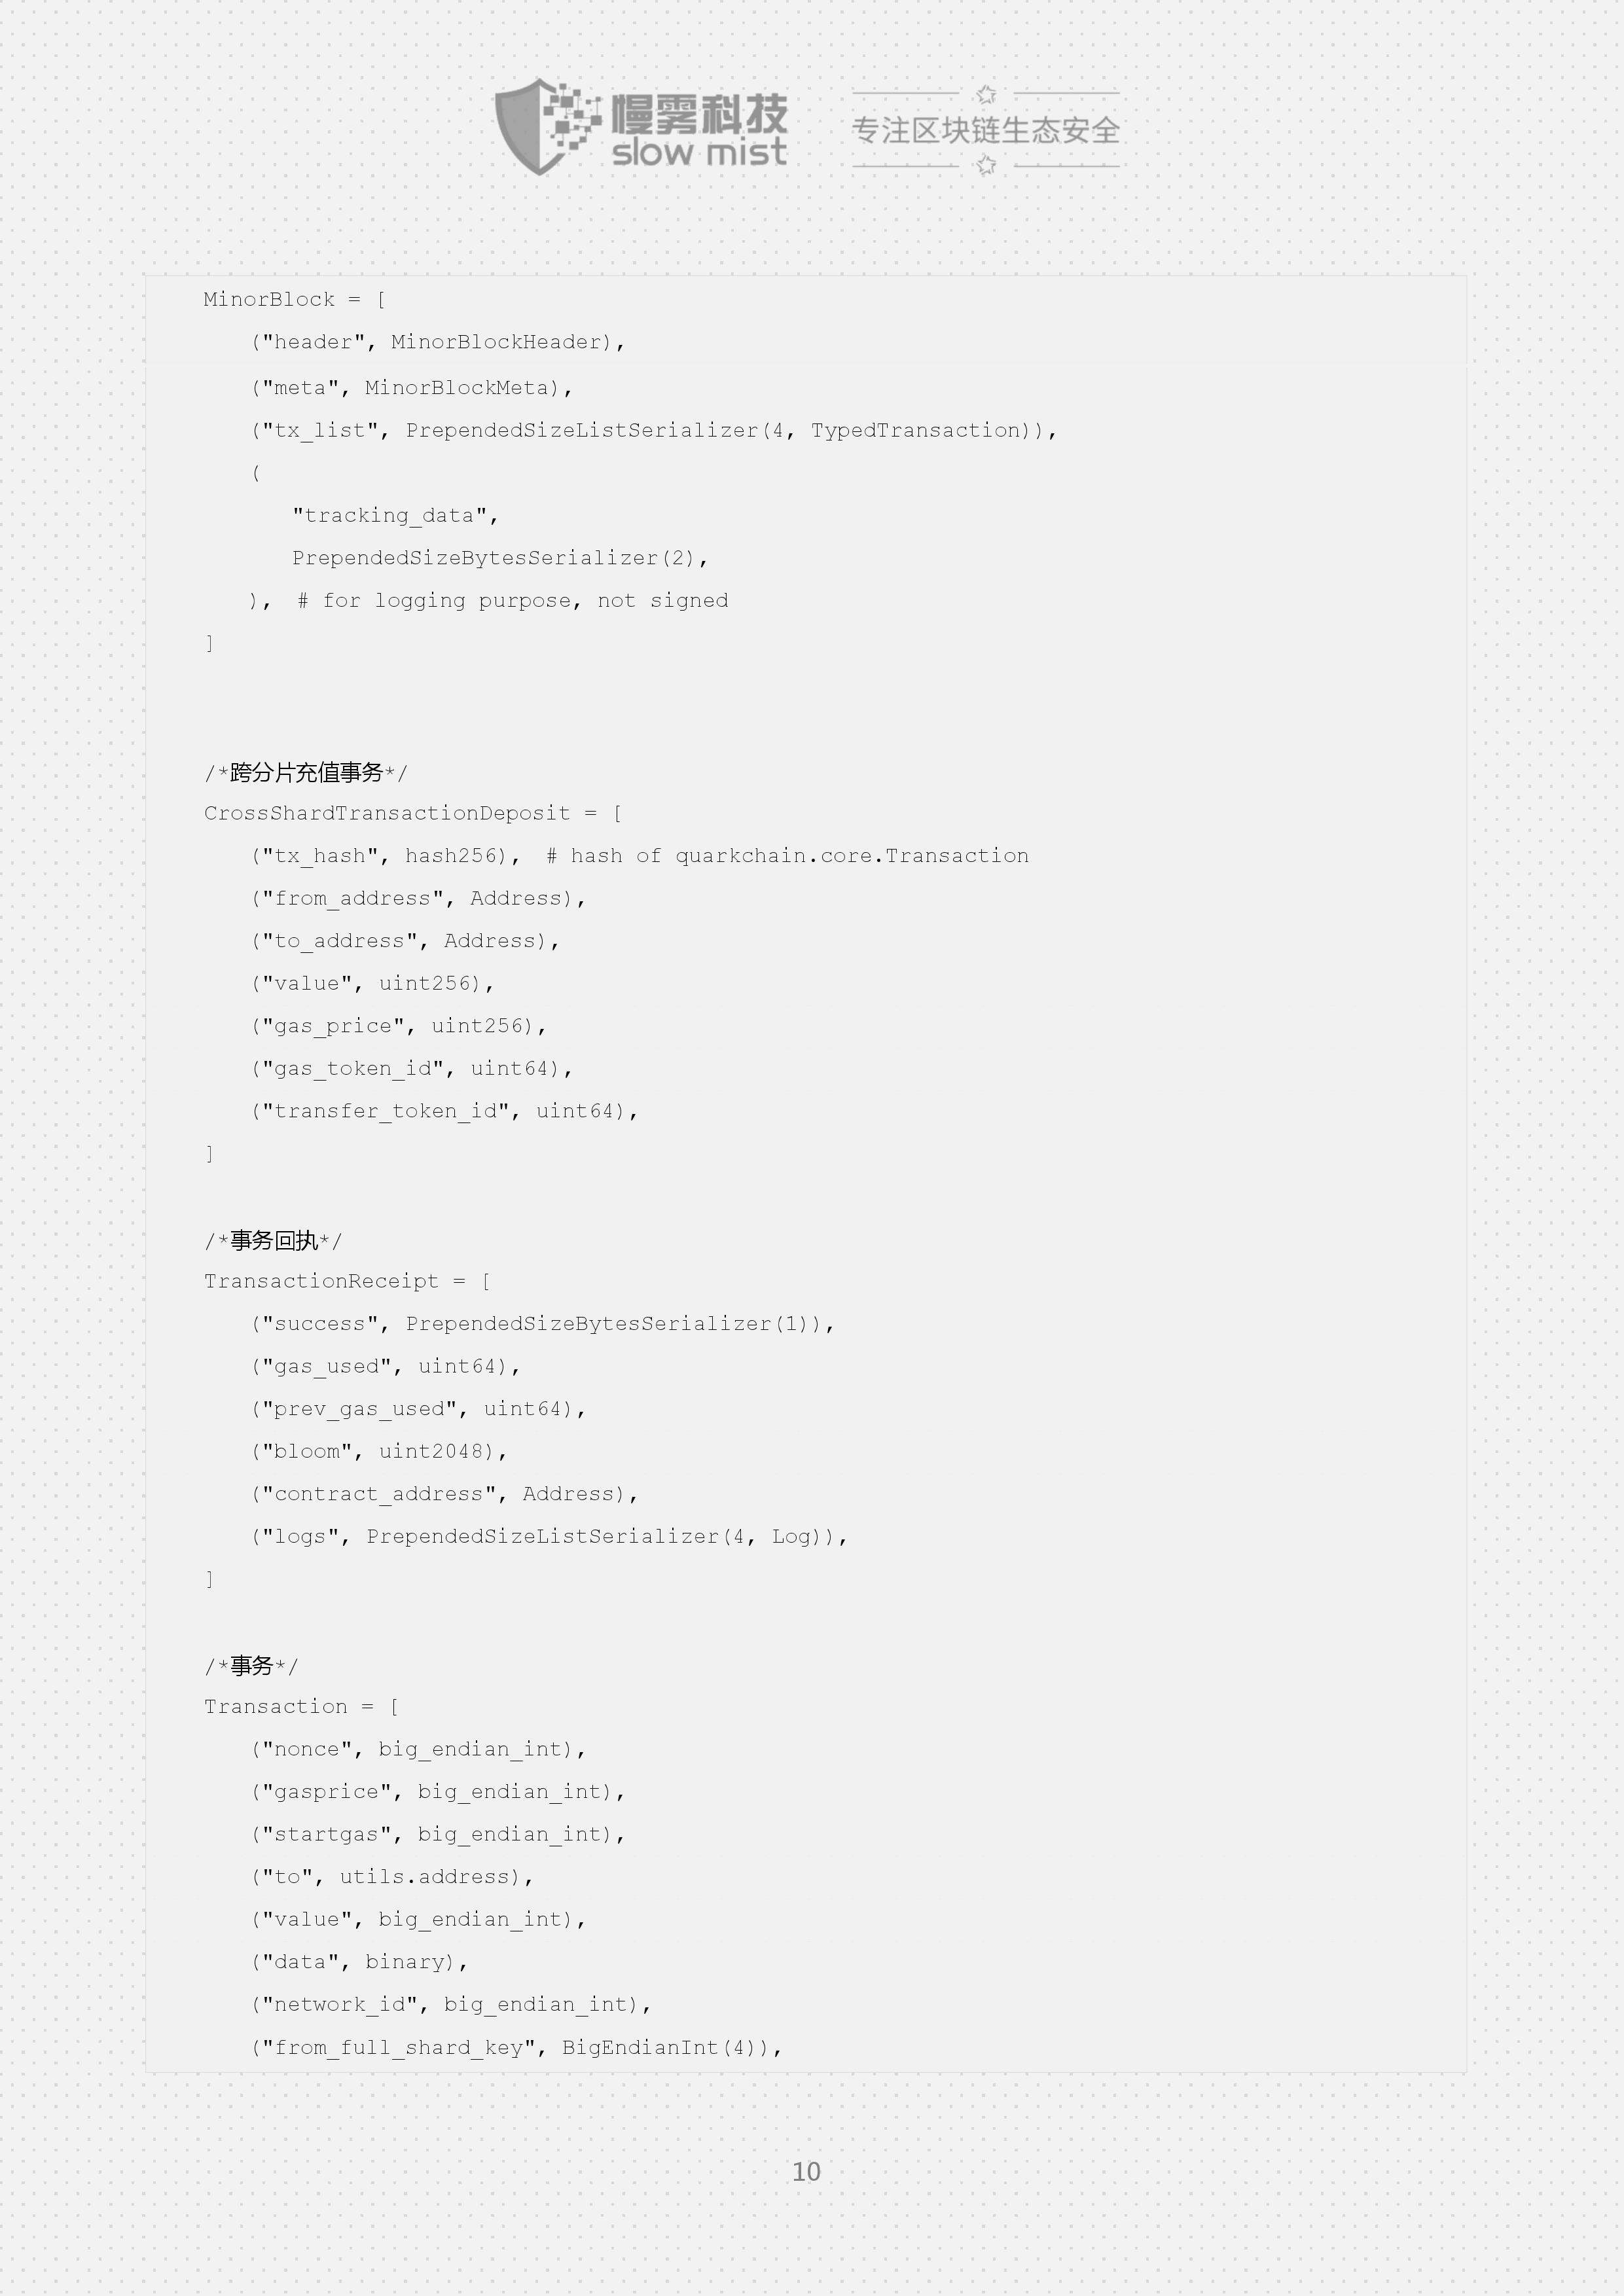 慢雾科技
slow mist
专注区块链生态安全
MinorBlock = [
("header", MinorBlockHeader),
("meta", MinorBlockMeta),
("tx_list", PrependedSizeListSerializer(4, TypedTransaction)),
(
"tracking_data",
PrependedSizeBytesSerializer(2),
), # for logging purpose, not signed
]
/*跨分片充值事务*/
CrossShardTransactionDeposit = [
("tx_hash", hash256), # hash of quarkchain.core.Transaction
("from_address", Address),
("to_address", Address),
("value", uint256),
("gas_price", uint256),
("gas_token_id", uint64),
("transfer_token_id", uint64),
]
/*事务回执*/
TransactionReceipt = [
("success", PrependedSizeBytesSerializer(1)),
("gas_used", uint64),
("prev_gas_used", uint64),
("bloom", uint2048),
("contract_address", Address),
("logs", PrependedSizeListSerializer(4, Log)),
]
/*事务*/
Transaction = [
("nonce", big_endian_int),
("gasprice", big_endian_int),
("startgas", big_endian_int),
("to", utils.address),
("value", big_endian_int),
("data", binary),
("network_id", big_endian_int),
("from_full_shard_key", BigEndianInt(4)),
10